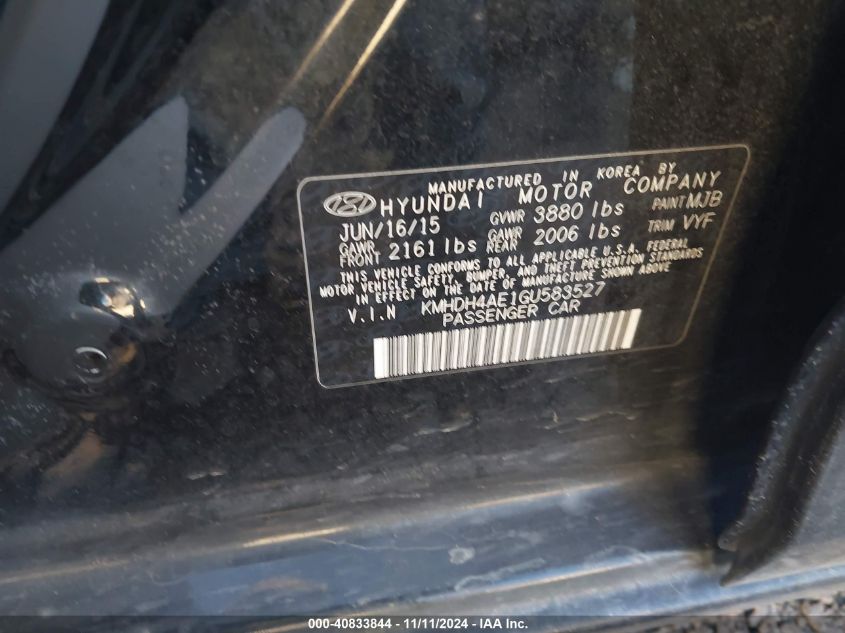 MANUFACTURED IN KOREA BY
HYUNDAI MOTOR COMPANY
JUN/16/15 GVWR 3880 lbs PAINT MJB
GAWR FRONT 2161 lbs GAWR REAR 2006 lbs TRIM VYF
THIS VEHICLE CONFORMS TO ALL APPLICABLE U.S.A. FEDERAL
MOTOR VEHICLE SAFETY, BUMPER, AND THEFT PREVENTION STANDARDS
IN EFFECT ON THE DATE OF MANUFACTURE SHOWN ABOVE
V.I.N KMHDH4AE1GU583527
PASSENGER CAR
000-40833844 - 11/11/2024 - IAAI.com